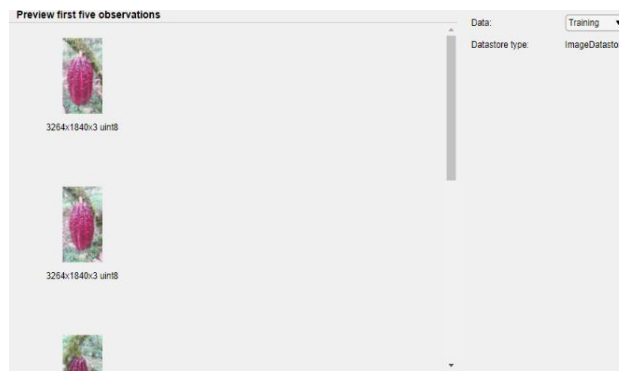 Preview first five observations
Data:
Training
Datastore type:
ImageDatasto
3264x1840x3 uint8
3264x1840x3 uint8